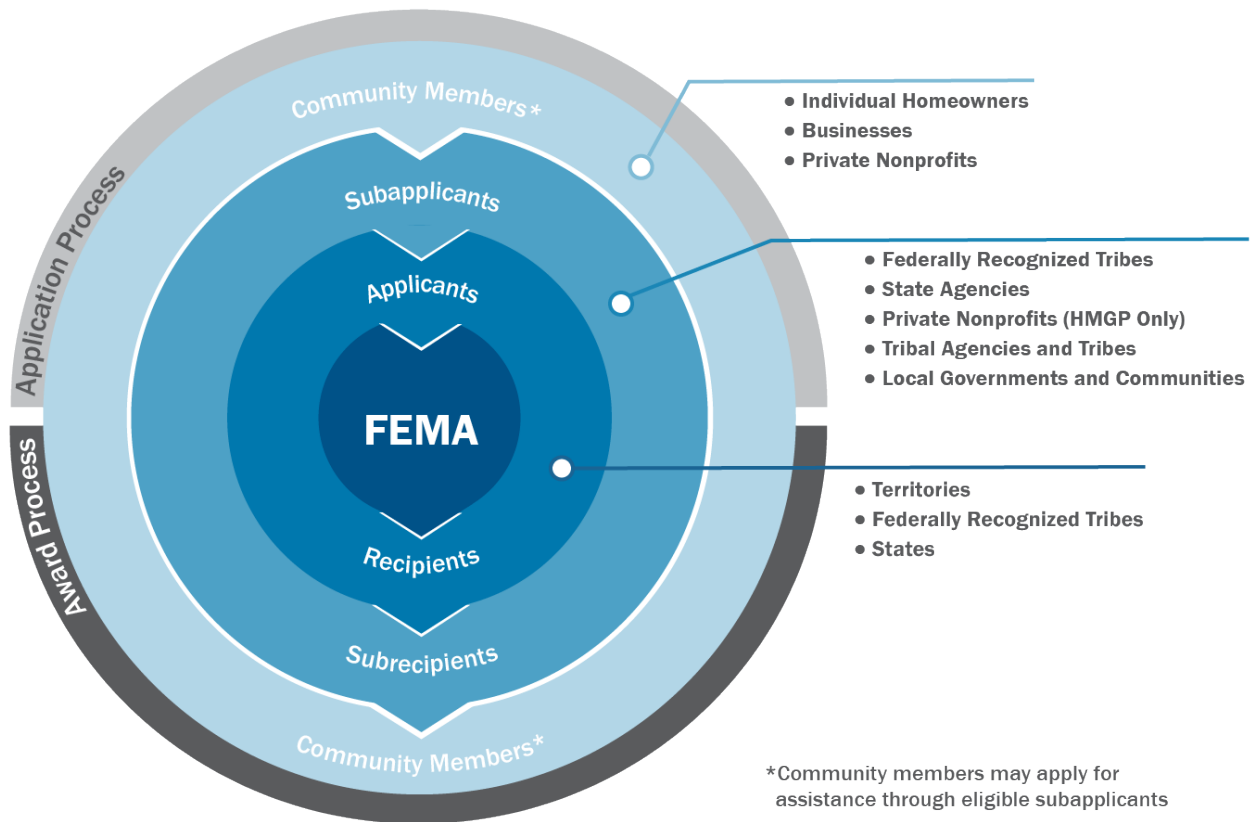 Application Process
Community Members*
Subapplicants
Applicants
FEMA
Recipients
Subrecipients
Community Members*
Award Process
● Individual Homeowners
● Businesses
● Private Nonprofits
● Federally Recognized Tribes
● State Agencies
● Private Nonprofits (HMGP Only)
● Tribal Agencies and Tribes
● Local Governments and Communities
● Territories
● Federally Recognized Tribes
● States
*Community members may apply for
assistance through eligible subapplicants